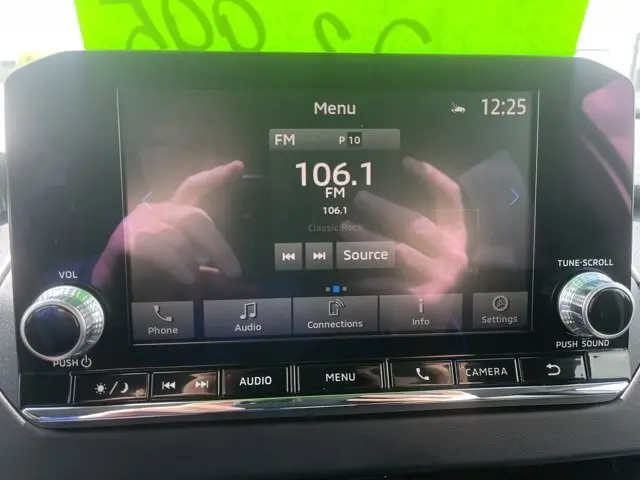 Menu
12:25
FM
P 10
106.1
FM
106.1
Classic Rock
Source
Phone
Audio
Connections
i
Info
Settings
VOL
PUSH
TUNE·SCROLL
PUSH SOUND
AUDIO
MENU
CAMERA